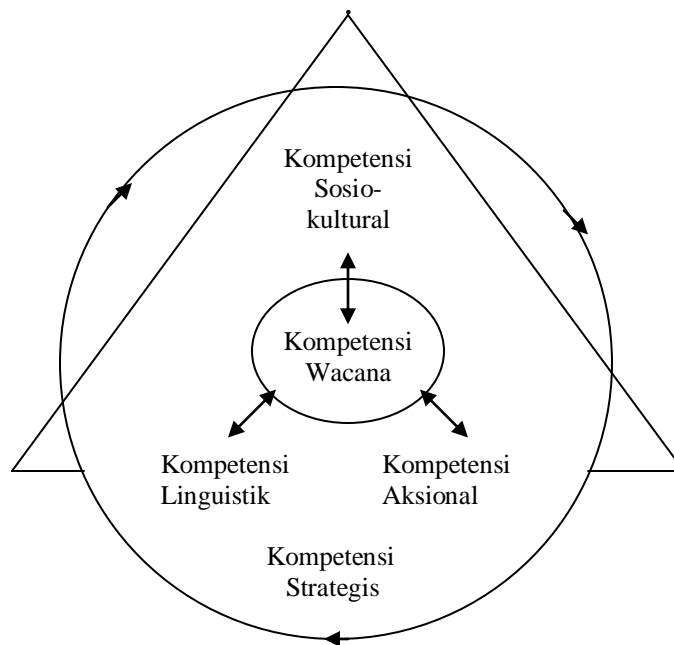 Kompetensi
Sosio-
kultural
Kompetensi
Wacana
Kompetensi
Linguistik
Kompetensi
Aksional
Kompetensi
Strategis